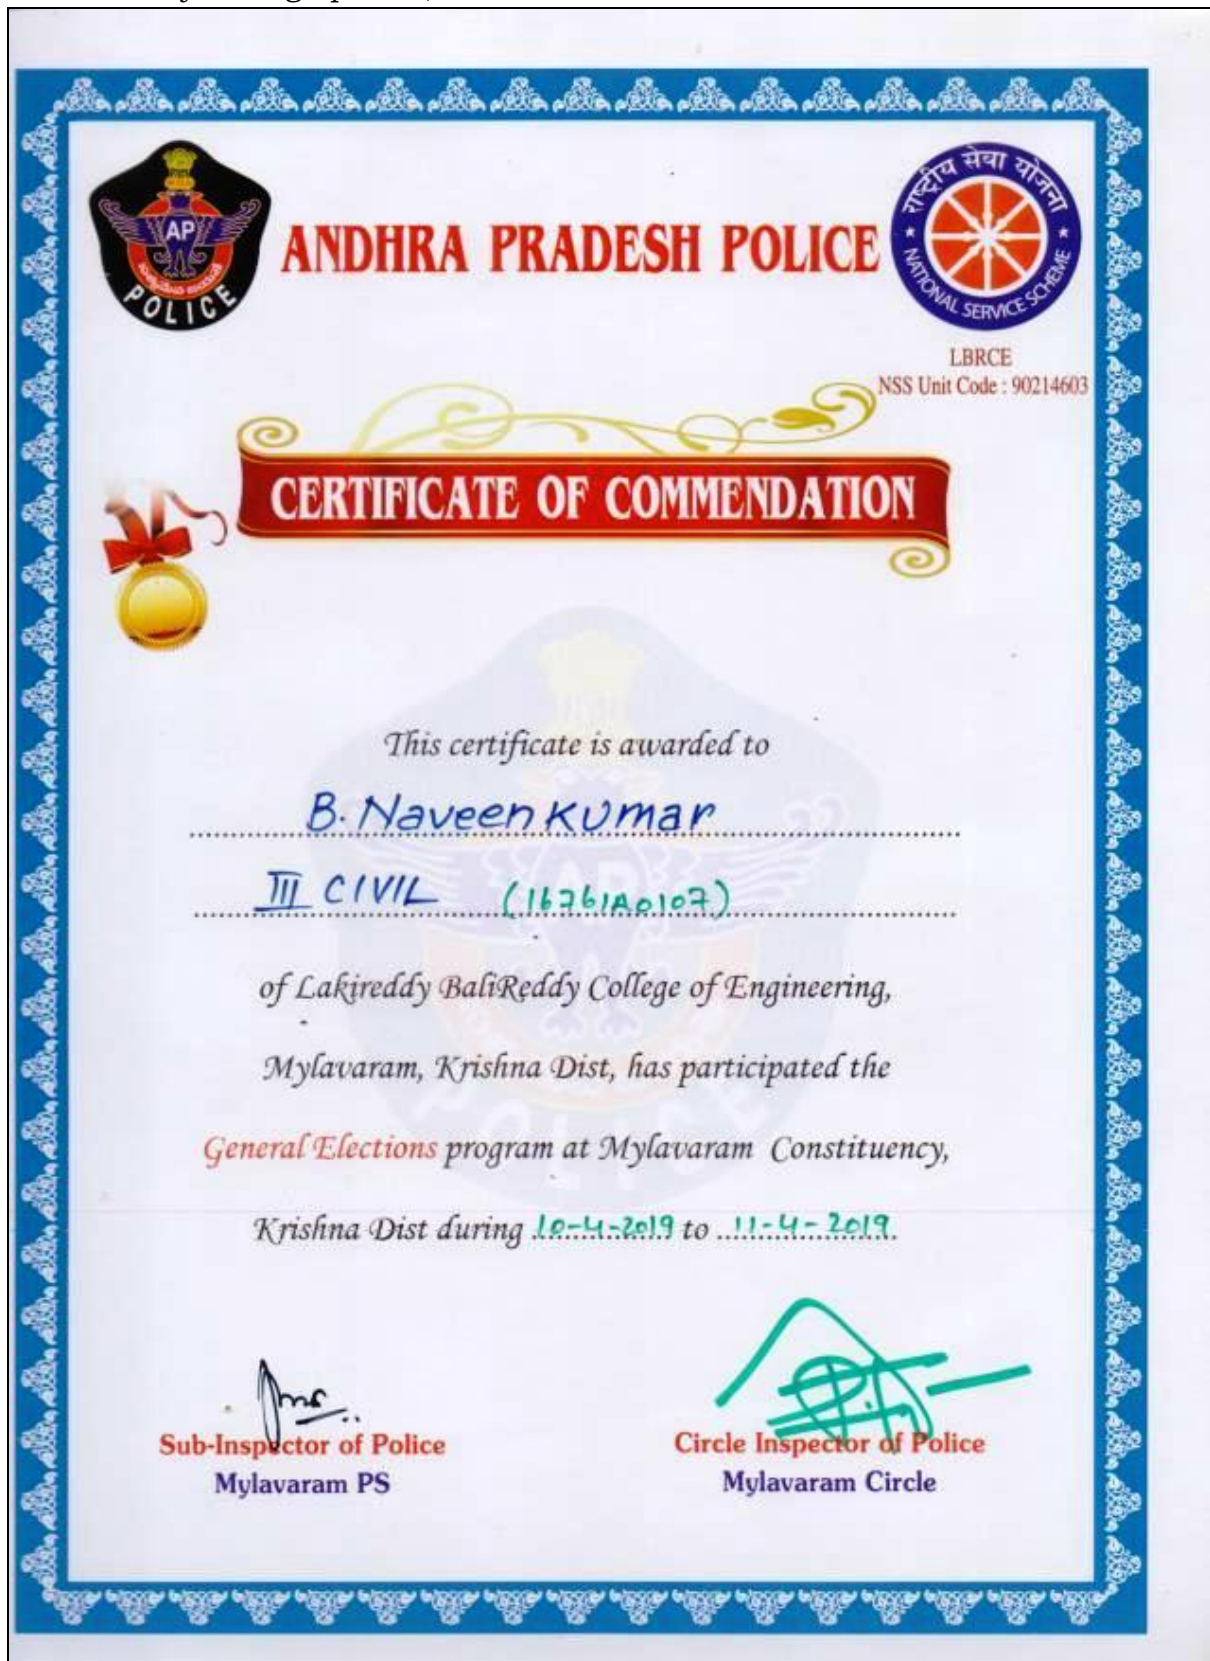 AP
POLICE
ANDHRA PRADESH POLICE
राष्ट्रीय सेवा योजना
NATIONAL SERVICE SCHEME
LBRCE
NSS Unit Code : 90214603
CERTIFICATE OF COMMENDATION
This certificate is awarded to
B. Naveen Kumar
III CIVIL (16761A0107)
of Lakireddy BaliReddy College of Engineering,
Mylavaram, Krishna Dist, has participated the
General Elections program at Mylavaram Constituency,
Krishna Dist during 10-4-2019 to 11-4-2019.
Sub-Inspector of Police
Mylavaram PS
Circle Inspector of Police
Mylavaram Circle